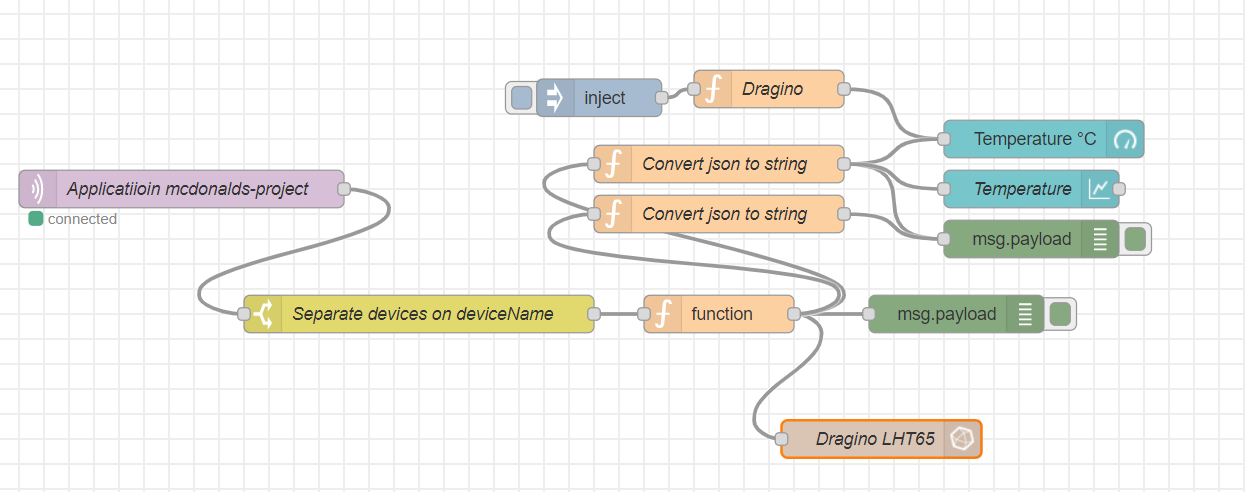 inject
Dragino
Temperature °C
Convert json to string
Applicatiioin mcdonalds-project
Temperature
connected
Convert json to string
msg.payload
Separate devices on deviceName
function
msg.payload
Dragino LHT65